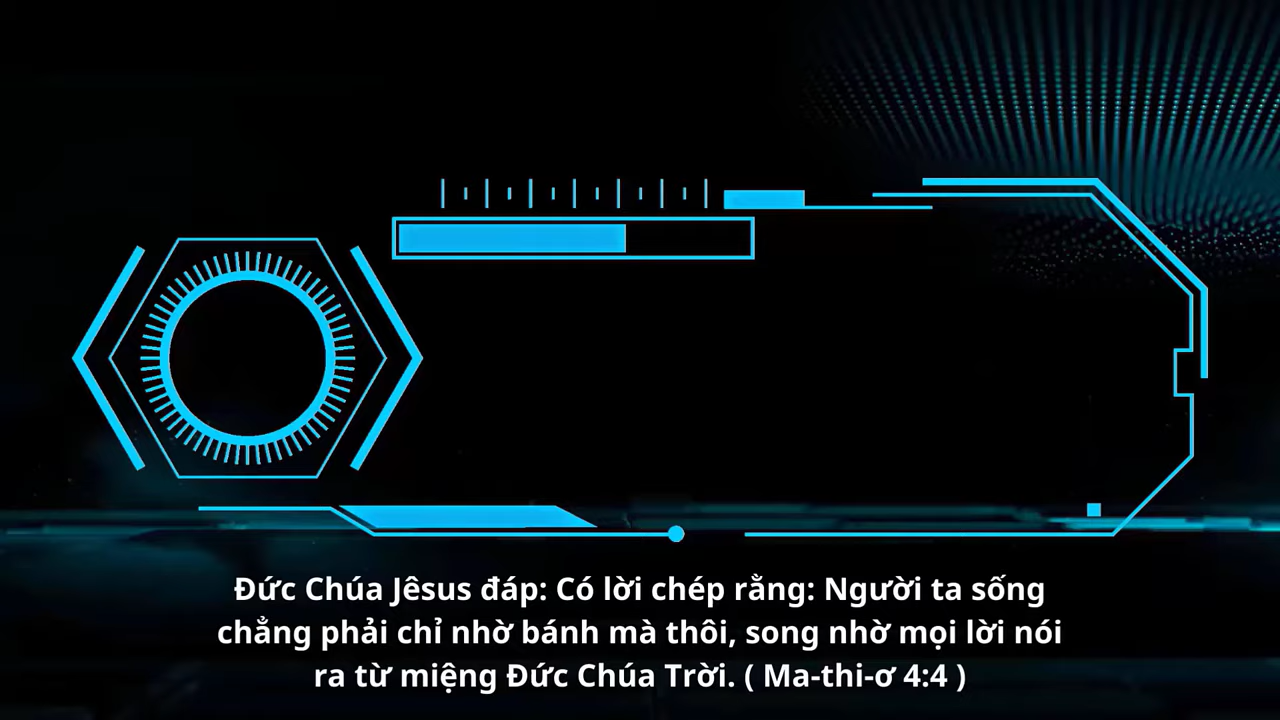 Đức Chúa Jêsus đáp: Có lời chép rằng: Người ta sống
chẳng phải chỉ nhờ bánh mà thôi, song nhờ mọi lời nói
ra từ miệng Đức Chúa Trời. ( Ma-thi-ơ 4:4 )